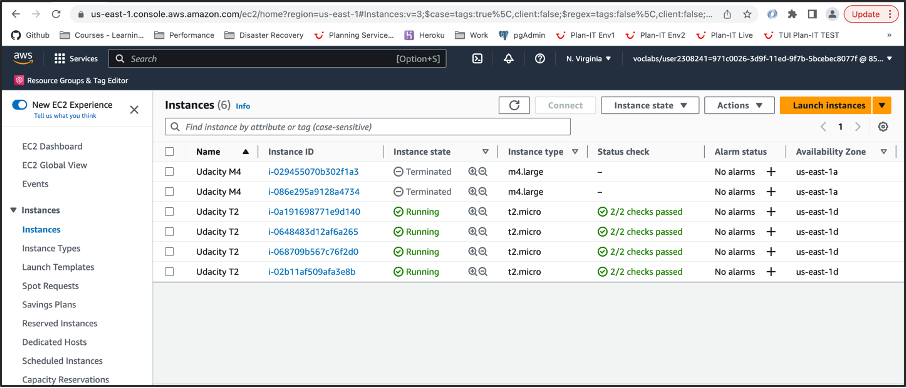 us-east-1.console.aws.amazon.com/ec2/home?region=us-east-1#Instances:v=3;$case=tags:true%5C,client:false;$regex=tags:false%5C,client:false;...
Update
Github Courses - Learnin... Performance Disaster Recovery Planning Service... Heroku pgAdmin Plan-IT Env1 Plan-IT Env2 Plan-IT Live TUI Plan-IT TEST »
aws Services Search [Option+S] N. Virginia voclabs/user2308241=971c0026-3d9f-11ed-9f7b-5bcebec8077f @ 85...
Resource Groups & Tag Editor
New EC2 Experience
Tell us what you think
EC2 Dashboard
EC2 Global View
Events
Instances
Instances
Instance Types
Launch Templates
Spot Requests
Savings Plans
Reserved Instances
Dedicated Hosts
Scheduled Instances
Capacity Reservations
Instances (6) Info
Connect Instance state Actions Launch instances
Find instance by attribute or tag (case-sensitive)
1
Name Instance ID Instance state Instance type Status check Alarm status Availability Zone
Udacity M4 i-029455070b302f1a3 Terminated m4.large – No alarms + us-east-1a
Udacity M4 i-086e295a9128a4734 Terminated m4.large – No alarms + us-east-1a
Udacity T2 i-0a191698771e9d140 Running t2.micro 2/2 checks passed No alarms + us-east-1d
Udacity T2 i-0648483d12af6a265 Running t2.micro 2/2 checks passed No alarms + us-east-1d
Udacity T2 i-068709b567c76f2d0 Running t2.micro 2/2 checks passed No alarms + us-east-1d
Udacity T2 i-02b11af509afa3e8b Running t2.micro 2/2 checks passed No alarms + us-east-1d